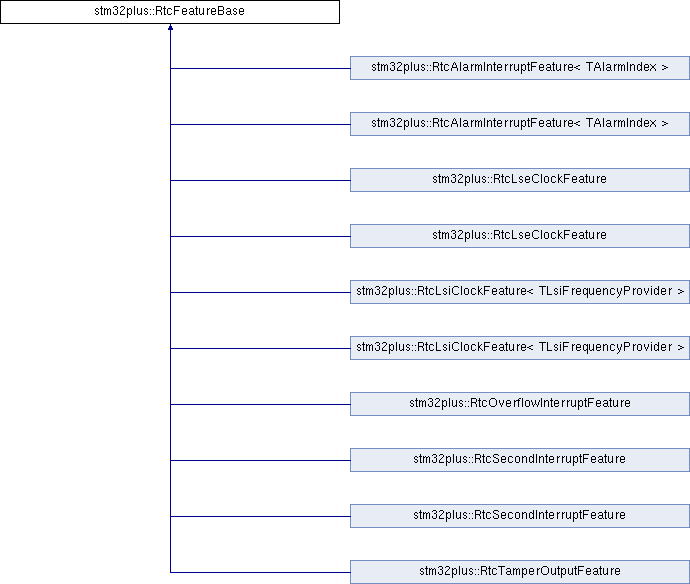 stm32plus::RtcFeatureBase
stm32plus::RtcAlarmInterruptFeature< TAlarmIndex >
stm32plus::RtcAlarmInterruptFeature< TAlarmIndex >
stm32plus::RtcLseClockFeature
stm32plus::RtcLseClockFeature
stm32plus::RtcLsiClockFeature< TLsiFrequencyProvider >
stm32plus::RtcLsiClockFeature< TLsiFrequencyProvider >
stm32plus::RtcOverflowInterruptFeature
stm32plus::RtcSecondInterruptFeature
stm32plus::RtcSecondInterruptFeature
stm32plus::RtcTamperOutputFeature